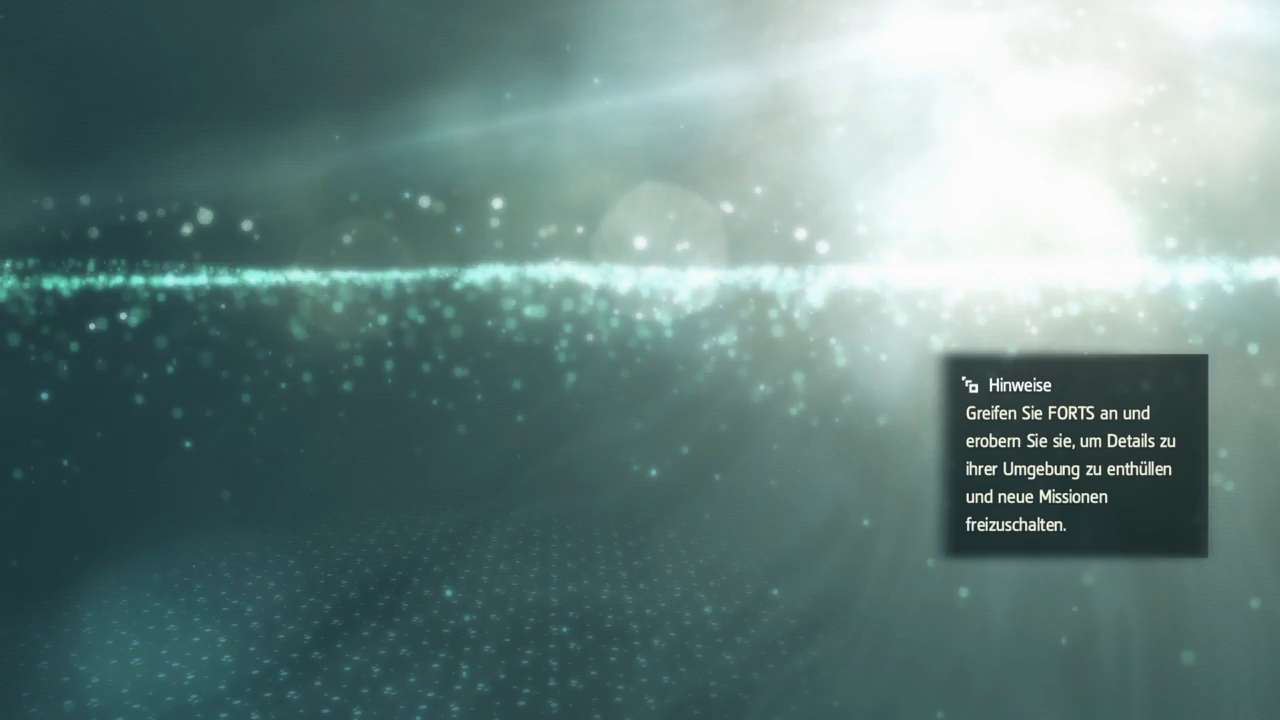 Hinweise
Greifen Sie FORTS an und
erobern Sie sie, um Details zu
ihrer Umgebung zu enthüllen
und neue Missionen
freizuschalten.